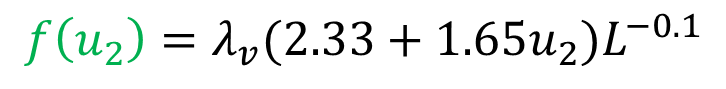 f(u₂) = λᵥ(2.33 + 1.65u₂)L⁻⁰·¹